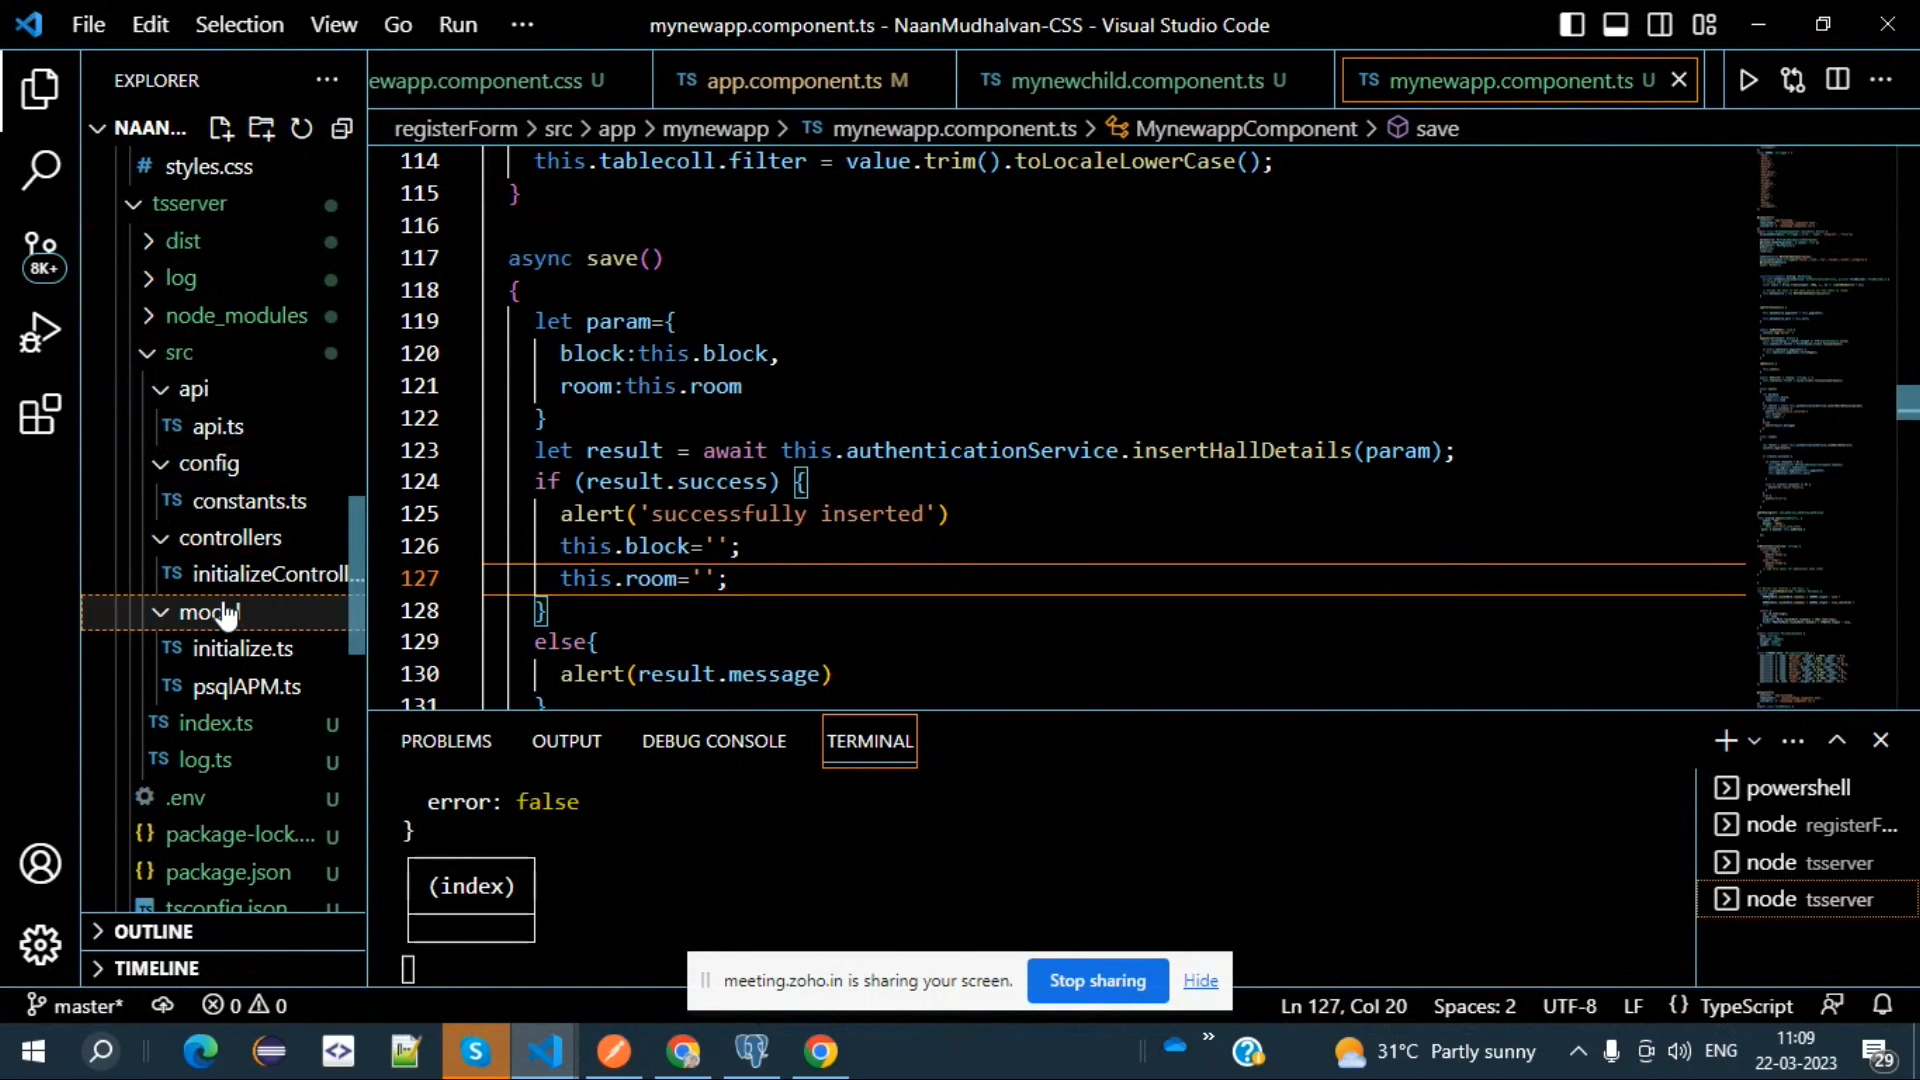 File Edit Selection View Go Run ··· mynewapp.component.ts - NaanMudhalvan-CSS - Visual Studio Code
EXPLORER ···
ewapp.component.css U TS app.component.ts M TS mynewchild.component.ts U TS mynewapp.component.ts U
NAAN...
registerForm > src > app > mynewapp > TS mynewapp.component.ts > MynewappComponent > save
# styles.css
tsserver
dist
log
node_modules
src
api
TS api.ts
config
TS constants.ts
controllers
TS initializeControll...
TS initialize.ts
TS psqlAPM.ts
TS index.ts U
TS log.ts U
.env U
{} package-lock.... U
{} package.json U
tsconfig.json U
OUTLINE
TIMELINE
8K+
114 this.tablecoll.filter = value.trim().toLocaleLowerCase();
115 }
116
117 async save()
118 {
119 let param={
120 block:this.block,
121 room:this.room
122 }
123 let result = await this.authenticationService.insertHallDetails(param);
124 if (result.success) {
125 alert('successfully inserted')
126 this.block='';
127 this.room='';
128 }
129 else{
130 alert(result.message)
131 }
PROBLEMS OUTPUT DEBUG CONSOLE TERMINAL
error: false
}
(index)
powershell
node registerF...
node tsserver
node tsserver
meeting.zoho.in is sharing your screen. Stop sharing Hide
master* 0 0 Ln 127, Col 20 Spaces: 2 UTF-8 LF {} TypeScript
31°C Partly sunny ENG 11:09
22-03-2023 29